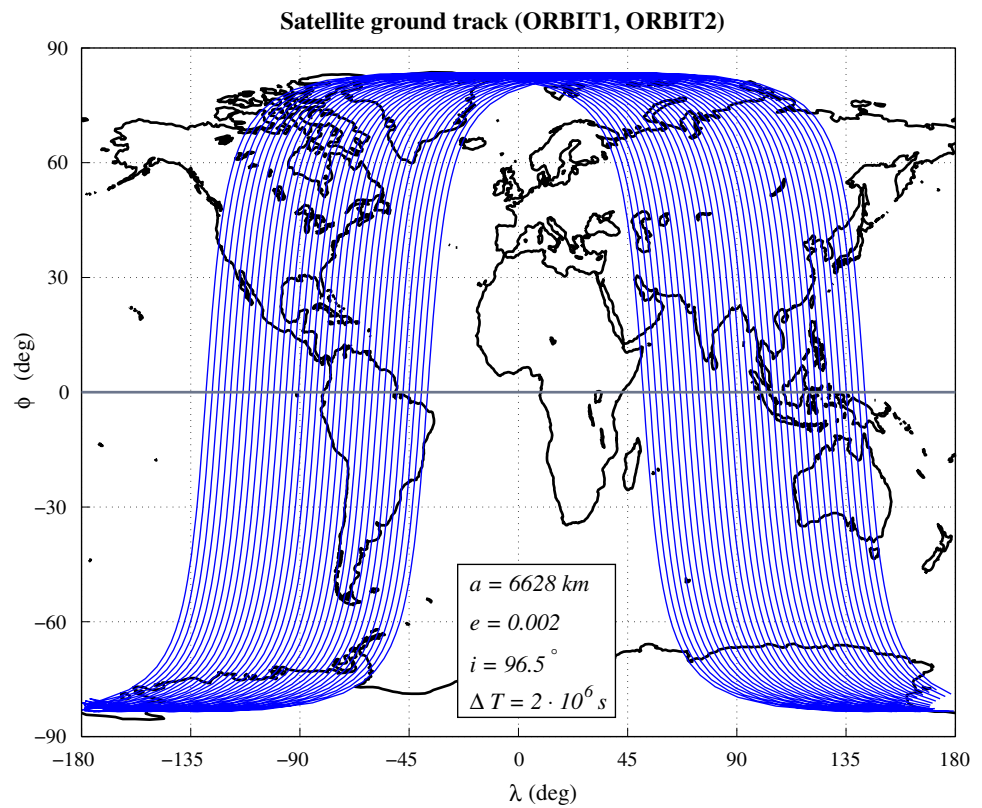 Satellite ground track (ORBIT1, ORBIT2)
90
60
30
0
−30
−60
−90
ϕ (deg)
a = 6628 km
e = 0.002
i = 96.5°
Δ T = 2 · 10⁶ s
−180 −135 −90 −45 0 45 90 135 180
λ (deg)